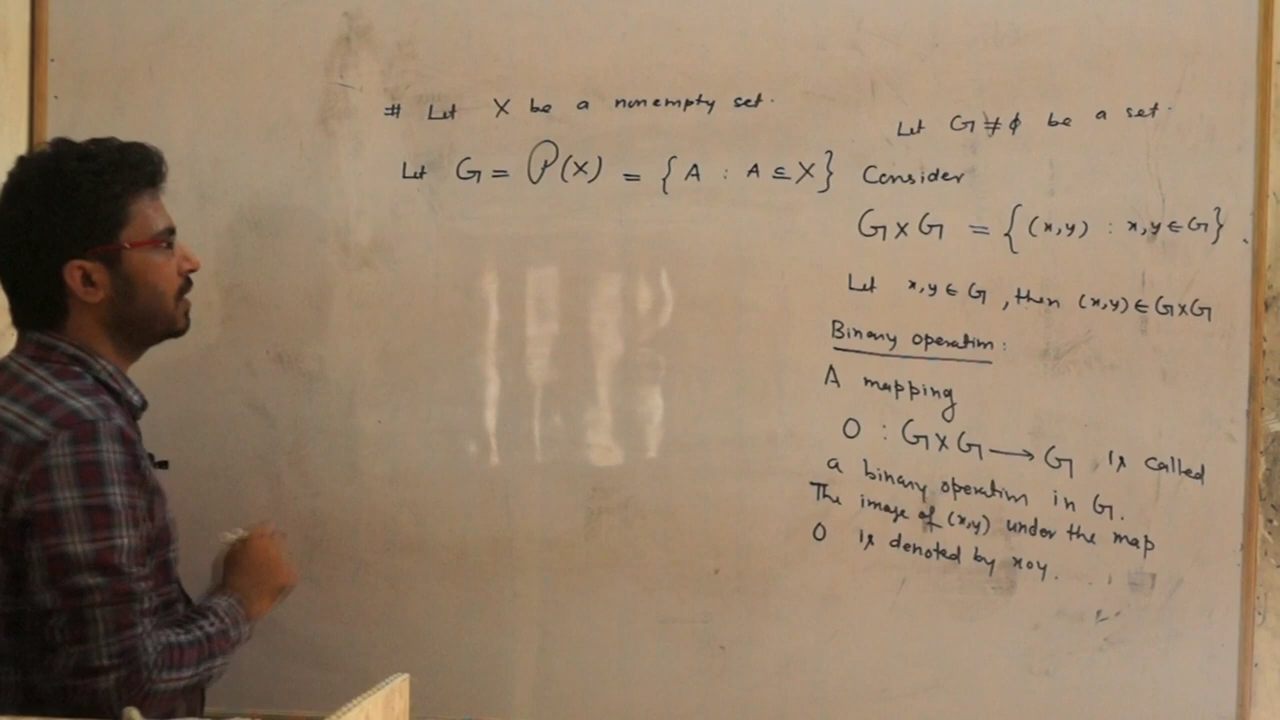 # Let X be a nonempty set.
Let G = P(X) = { A : A ⊆ X }
Let G ≠ ϕ be a set.
Consider
G × G = { (x,y) : x,y ∈ G } .
Let x,y ∈ G , then (x,y) ∈ G×G
Binary operation :
A mapping
O : G × G ⟶ G is called
a binary operation in G.
The image of (x,y) under the map
O is denoted by xoy.